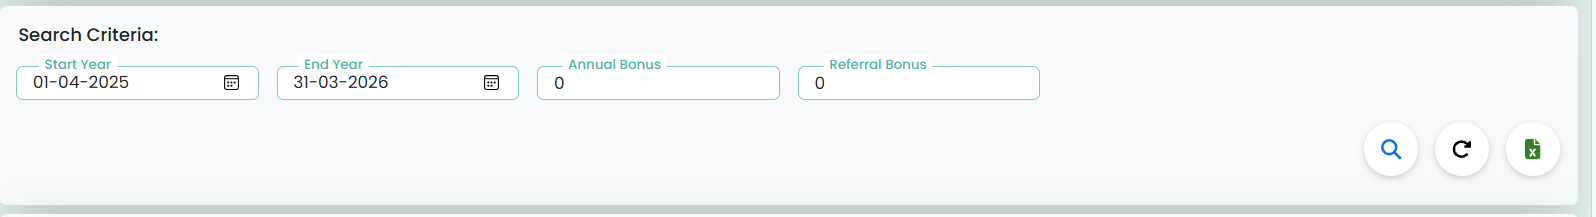 Search Criteria:
Start Year End Year Annual Bonus Referral Bonus
01-04-2025 31-03-2026 0 0
X